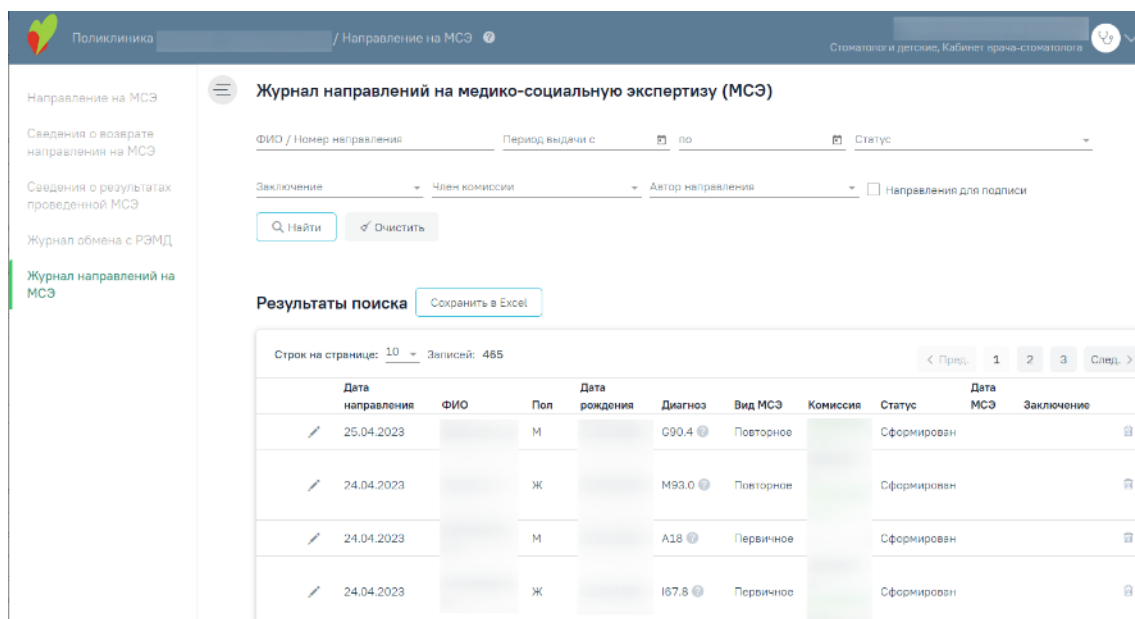 Поликлиника / Направление на МСЭ ?
Стоматологи детские, Кабинет врача-стоматолога
Направление на МСЭ
Сведения о возврате
направления на МСЭ
Сведения о результатах
проведенной МСЭ
Журнал обмена с РЭМД
Журнал направлений на
МСЭ
Журнал направлений на медико-социальную экспертизу (МСЭ)
ФИО / Номер направления Период выдачи с по Статус
Заключение Член комиссии Автор направления Направления для подписи
Найти Очистить
Результаты поиска Сохранить в Excel
Строк на странице: 10 Записей: 465 < Пред. 1 2 3 След. >
Дата направления ФИО Пол Дата рождения Диагноз Вид МСЭ Комиссия Статус Дата МСЭ Заключение
25.04.2023 М G90.4 ? Повторное Сформирован
24.04.2023 Ж M93.0 ? Повторное Сформирован
24.04.2023 М A18 ? Первичное Сформирован
24.04.2023 Ж I67.8 ? Первичное Сформирован